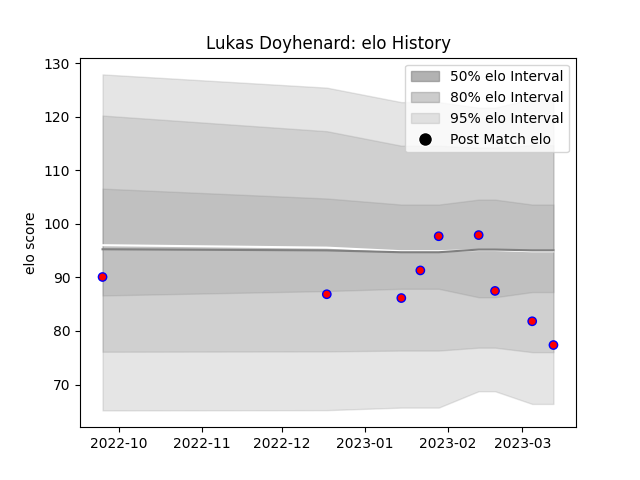 Lukas Doyhenard: elo History
130
120
110
100
90
80
70
elo score
50% elo Interval
80% elo Interval
95% elo Interval
Post Match elo
2022-10
2022-11
2022-12
2023-01
2023-02
2023-03